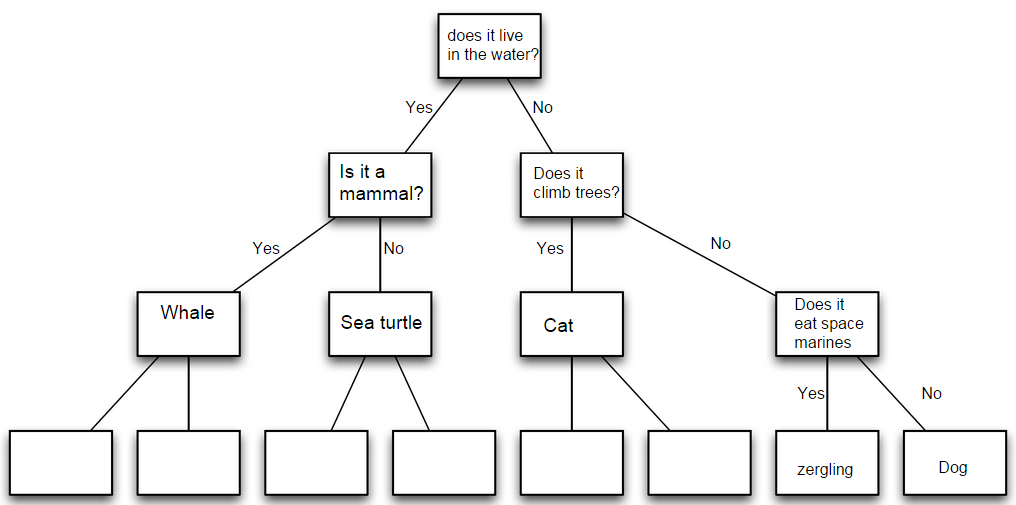 does it live
in the water?
Yes
No
Is it a
mammal?
Does it
climb trees?
Yes
No
Yes
No
Whale
Sea turtle
Cat
Does it
eat space
marines
Yes
No
zergling
Dog